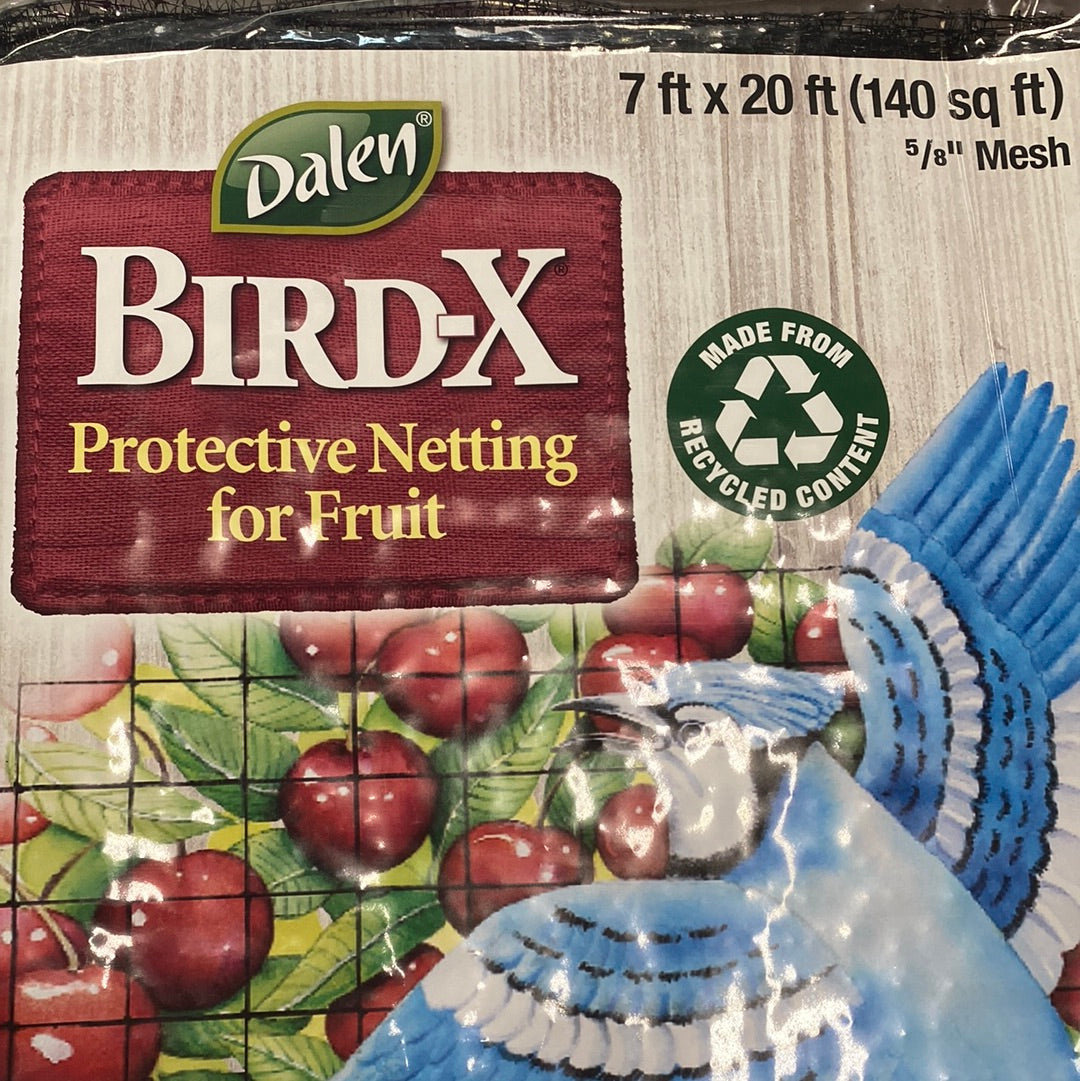 7 ft x 20 ft (140 sq ft)
5/8" Mesh
Dalen®
BIRD-X®
Protective Netting
for Fruit
MADE FROM
RECYCLED CONTENT